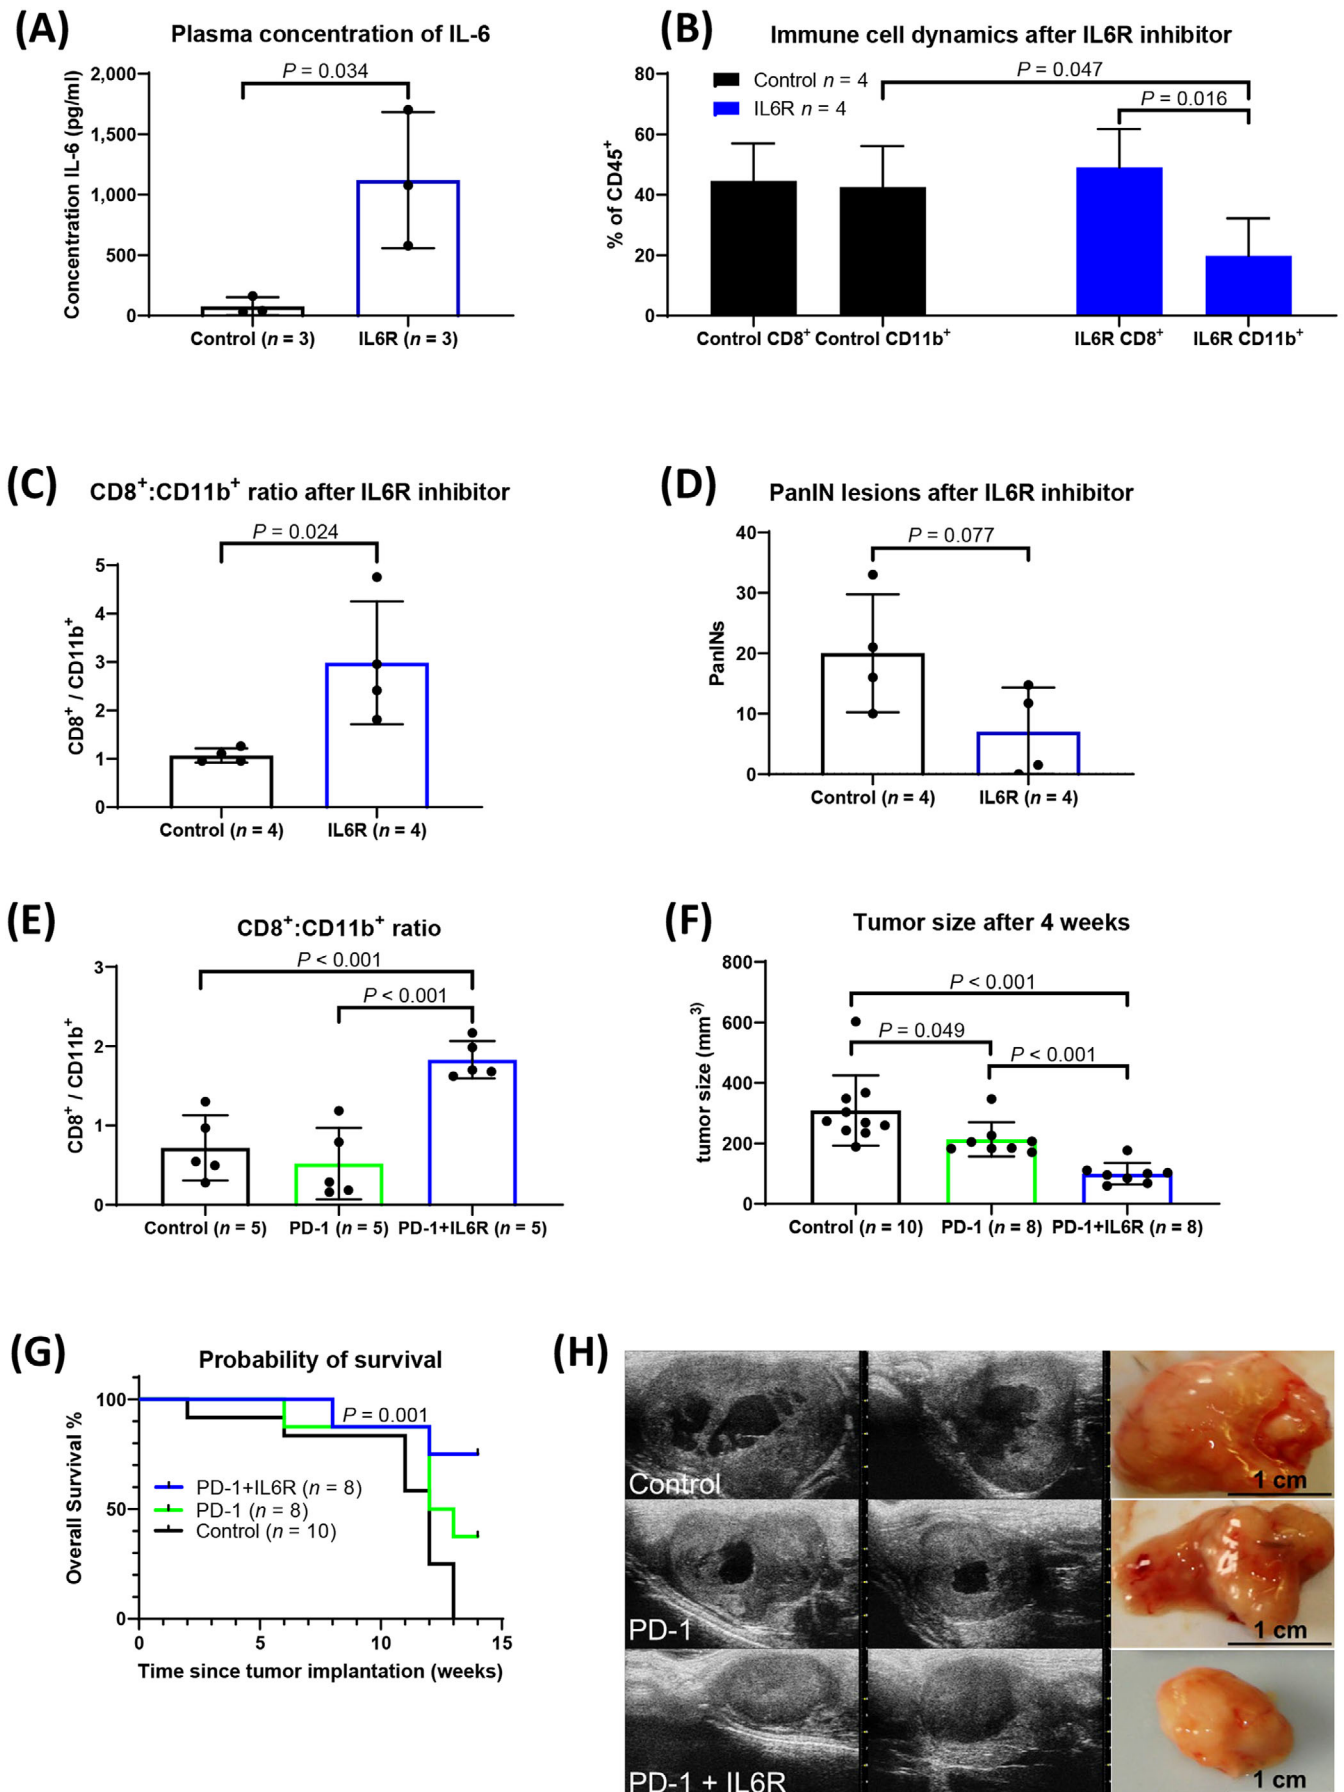 (A)
Plasma concentration of IL-6
P = 0.034
2,000
1,500
1,000
500
0
Concentration IL-6 (pg/ml)
Control (n = 3)
IL6R (n = 3)
(B)
Immune cell dynamics after IL6R inhibitor
Control n = 4
IL6R n = 4
P = 0.047
P = 0.016
80
60
40
20
0
% of CD45+
Control CD8+
Control CD11b+
IL6R CD8+
IL6R CD11b+
(C)
CD8+:CD11b+ ratio after IL6R inhibitor
P = 0.024
5
4
3
2
1
0
CD8+ / CD11b+
Control (n = 4)
IL6R (n = 4)
(D)
PanIN lesions after IL6R inhibitor
P = 0.077
40
30
20
10
0
PanINs
Control (n = 4)
IL6R (n = 4)
(E)
CD8+:CD11b+ ratio
P < 0.001
P < 0.001
3
2
1
0
CD8+ / CD11b+
Control (n = 5)
PD-1 (n = 5)
PD-1+IL6R (n = 5)
(F)
Tumor size after 4 weeks
P < 0.001
P = 0.049
P < 0.001
800
600
400
200
0
tumor size (mm3)
Control (n = 10)
PD-1 (n = 8)
PD-1+IL6R (n = 8)
(G)
Probability of survival
P = 0.001
100
50
0
Overall Survival %
PD-1+IL6R (n = 8)
PD-1 (n = 8)
Control (n = 10)
0
5
10
15
Time since tumor implantation (weeks)
(H)
Control
1 cm
PD-1
1 cm
PD-1 + IL6R
1 cm